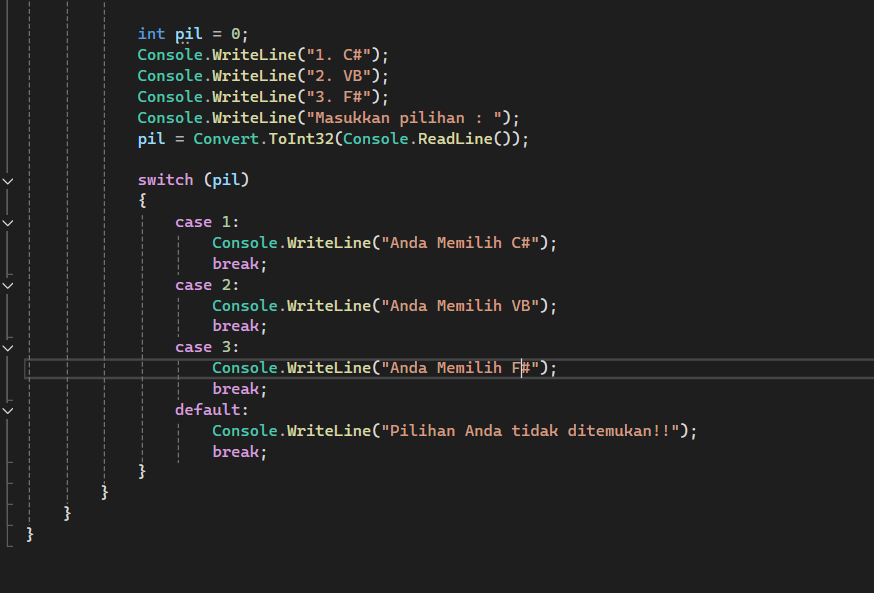 int pil = 0;
Console.WriteLine("1. C#");
Console.WriteLine("2. VB");
Console.WriteLine("3. F#");
Console.WriteLine("Masukkan pilihan : ");
pil = Convert.ToInt32(Console.ReadLine());
switch (pil)
{
case 1:
Console.WriteLine("Anda Memilih C#");
break;
case 2:
Console.WriteLine("Anda Memilih VB");
break;
case 3:
Console.WriteLine("Anda Memilih F#");
break;
default:
Console.WriteLine("Pilihan Anda tidak ditemukan!!");
break;
}
}
}
}